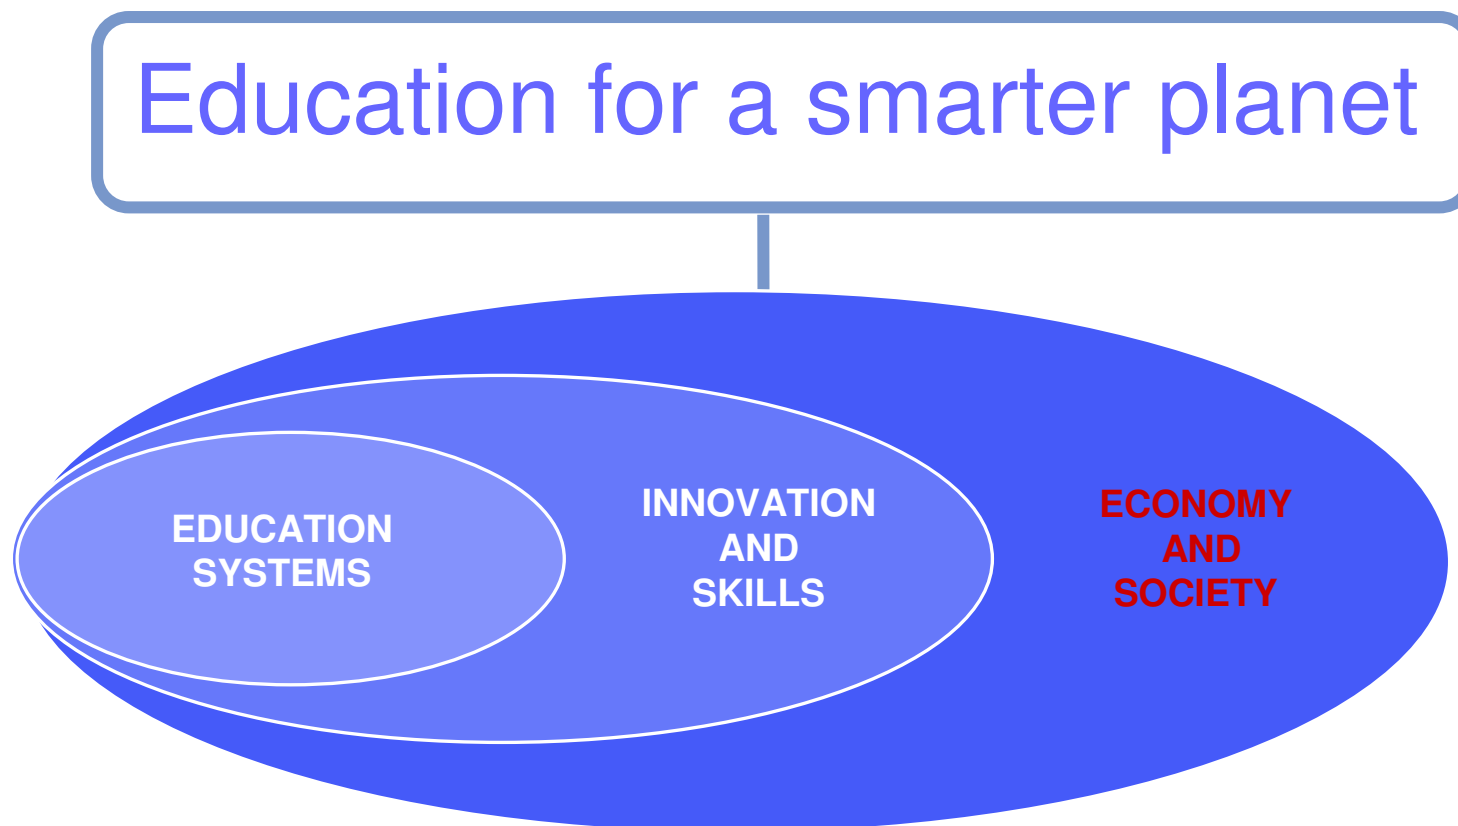 Education for a smarter planet
EDUCATION
SYSTEMS
INNOVATION
AND
SKILLS
ECONOMY
AND
SOCIETY